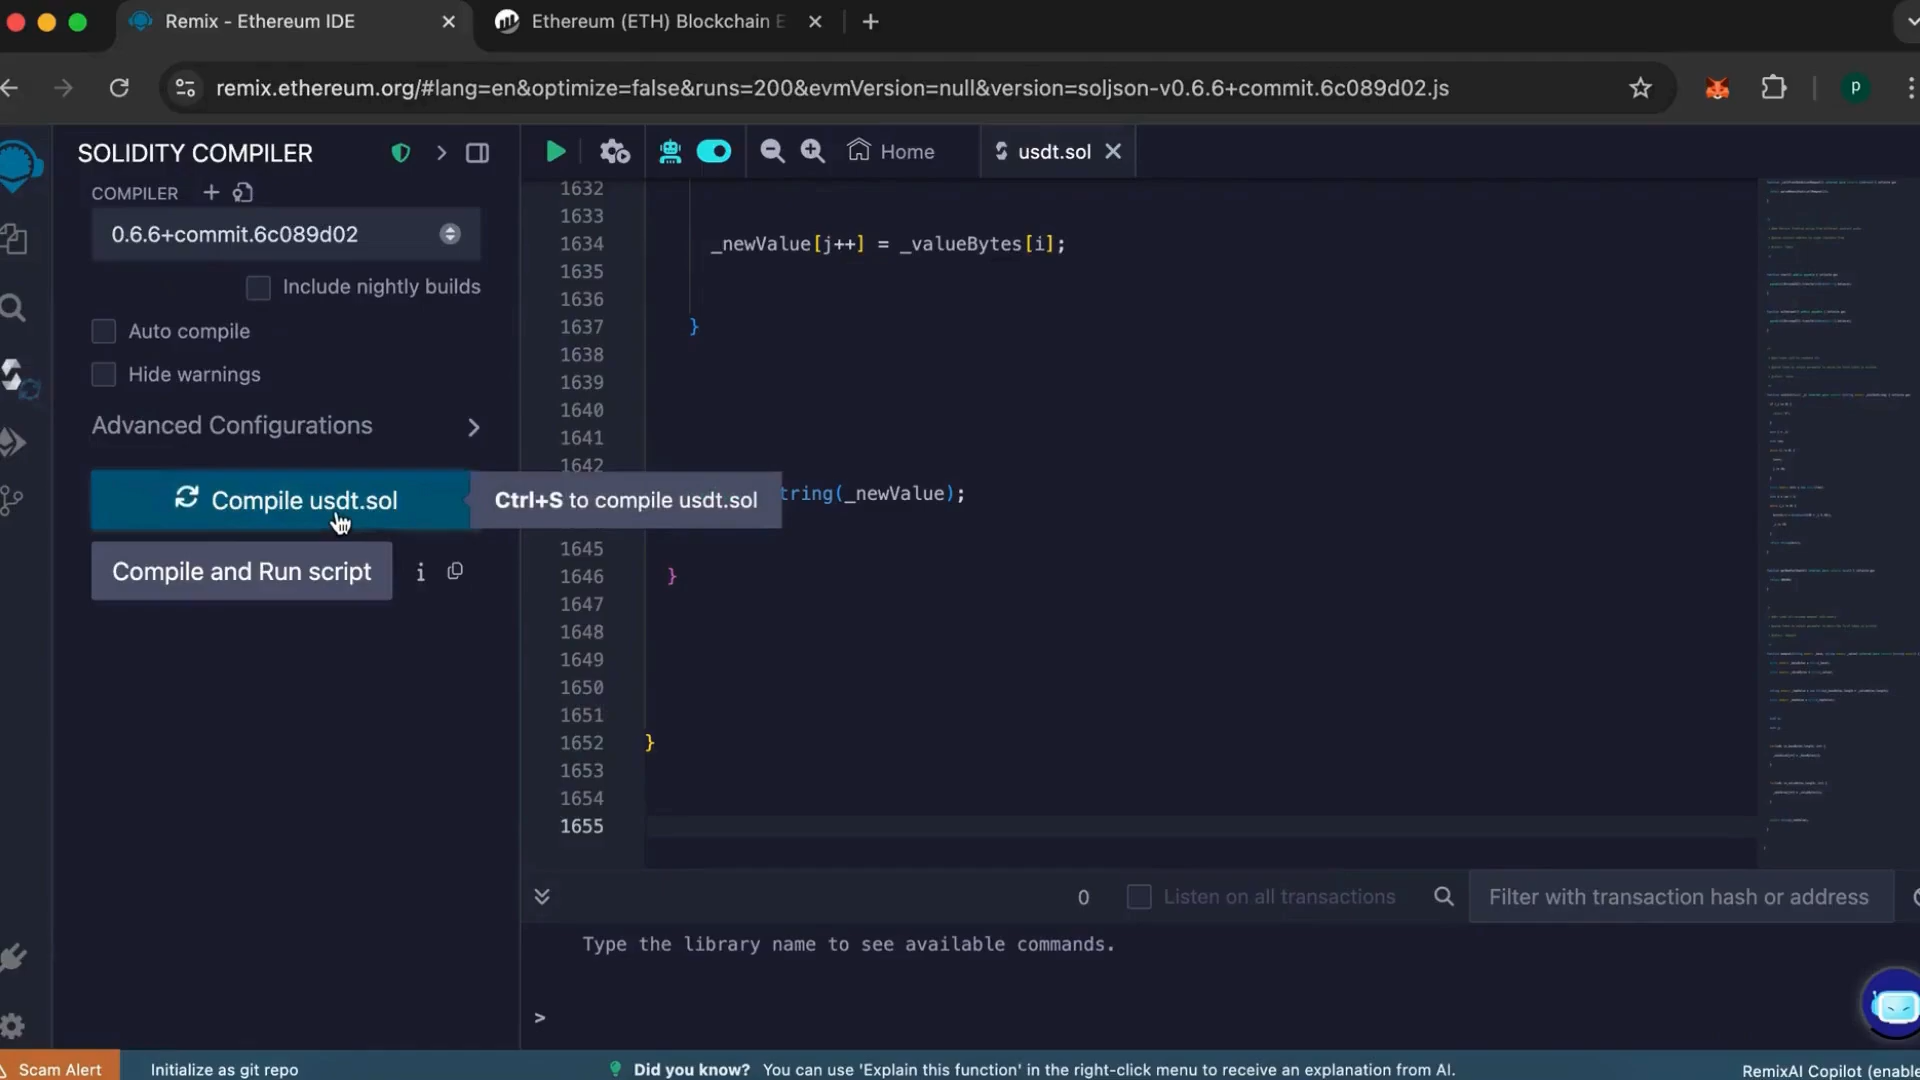 Remix - Ethereum IDE
Ethereum (ETH) Blockchain E
remix.ethereum.org/#lang=en&optimize=false&runs=200&evmVersion=null&version=soljson-v0.6.6+commit.6c089d02.js
p
SOLIDITY COMPILER
Home
usdt.sol
COMPILER
0.6.6+commit.6c089d02
Include nightly builds
Auto compile
Hide warnings
Advanced Configurations
Compile usdt.sol
Ctrl+S to compile usdt.sol
Compile and Run script
1632
1633
1634 _newValue[j++] = _valueBytes[i];
1635
1636
1637 }
1638
1639
1640
1641
1642
tring(_newValue);
1645
1646 }
1647
1648
1649
1650
1651
1652 }
1653
1654
1655
0
Listen on all transactions
Filter with transaction hash or address
Type the library name to see available commands.
>
Scam Alert
Initialize as git repo
Did you know? You can use 'Explain this function' in the right-click menu to receive an explanation from AI.
RemixAI Copilot (enable